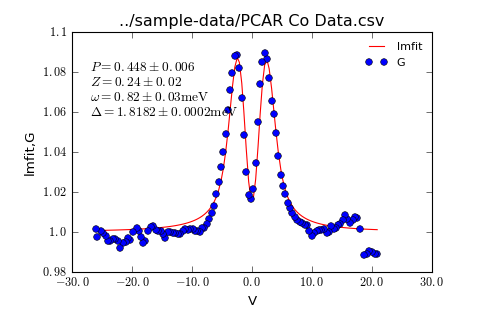 ../sample-data/PCAR Co Data.csv
lmfit
G
P = 0.448 ± 0.006
Z = 0.24 ± 0.02
ω = 0.82 ± 0.03meV
Δ = 1.8182 ± 0.0002meV
lmfit,G
1.1
1.08
1.06
1.04
1.02
1.0
0.98
−30.0
−20.0
−10.0
0.0
10.0
20.0
30.0
V